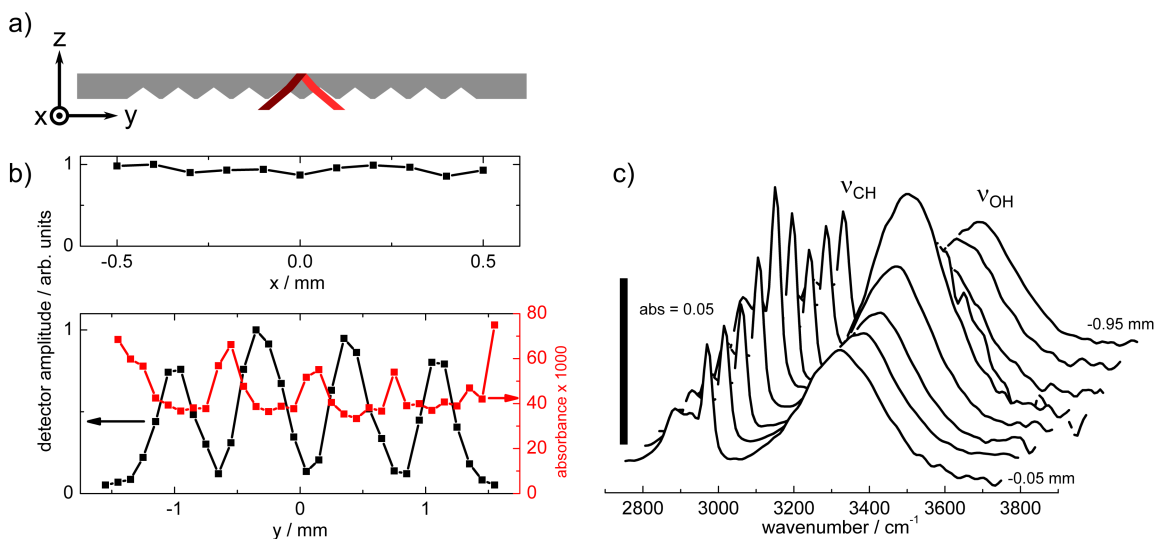 a)
z
x
y
b)
detector amplitude / arb. units
1
0
-0.5
0.0
0.5
x / mm
1
0
-1
0
1
y / mm
80
60
40
20
0
absorbance x 1000
c)
νCH
νOH
abs = 0.05
-0.95 mm
-0.05 mm
2800
3000
3200
3400
3600
3800
wavenumber / cm⁻¹